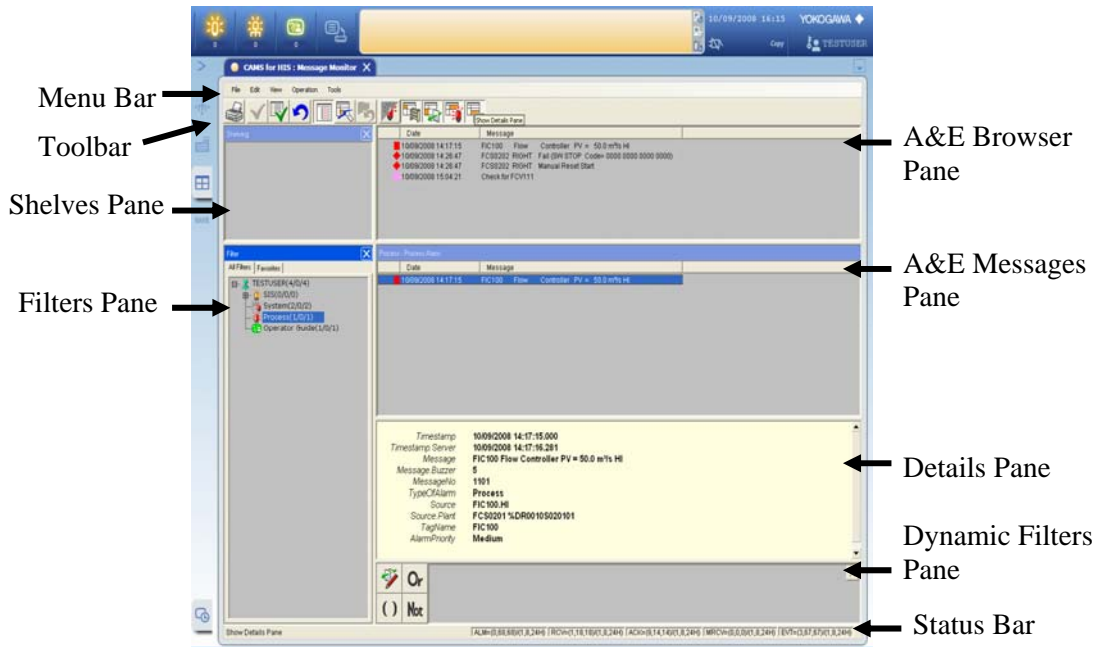 10/09/2008 16:15 YOKOGAWA
Copy TESTUSER
CAMS for HIS : Message Monitor
Menu Bar
File Edit View Operation Tools
Toolbar
Show Details Pane
Shelving
Date Message
10/09/2008 14:17:15 FIC100 Flow Controller PV = 50.0 m³/s HI
10/09/2008 14:26:47 FCS0202 RIGHT Fail (SW STOP Code= 0000 0000 0000 0000)
10/09/2008 14:26:47 FCS0202 RIGHT Manual Reset Start
10/09/2008 15:04:21 Check for FCV111
A&E Browser
Pane
Shelves Pane
Filter
All Filters Favorites
TESTUSER(4/0/4)
SIS(0/0/0)
System(2/0/2)
Process(1/0/1)
Operator Guide(1/0/1)
Filters Pane
Process - Process Alarm
Date Message
10/09/2008 14:17:15 FIC100 Flow Controller PV = 50.0 m³/s HI
A&E Messages
Pane
Timestamp 10/09/2008 14:17:15.000
Timestamp.Server 10/09/2008 14:17:16.281
Message FIC100 Flow Controller PV = 50.0 m³/s HI
Message.Buzzer 5
MessageNo 1101
TypeOfAlarm Process
Source FIC100.HI
Source.Plant FCS0201 %DR0010S020101
TagName FIC100
AlarmPriority Medium
Details Pane
Dynamic Filters
Pane
Or
( ) Not
Show Details Pane
Status Bar